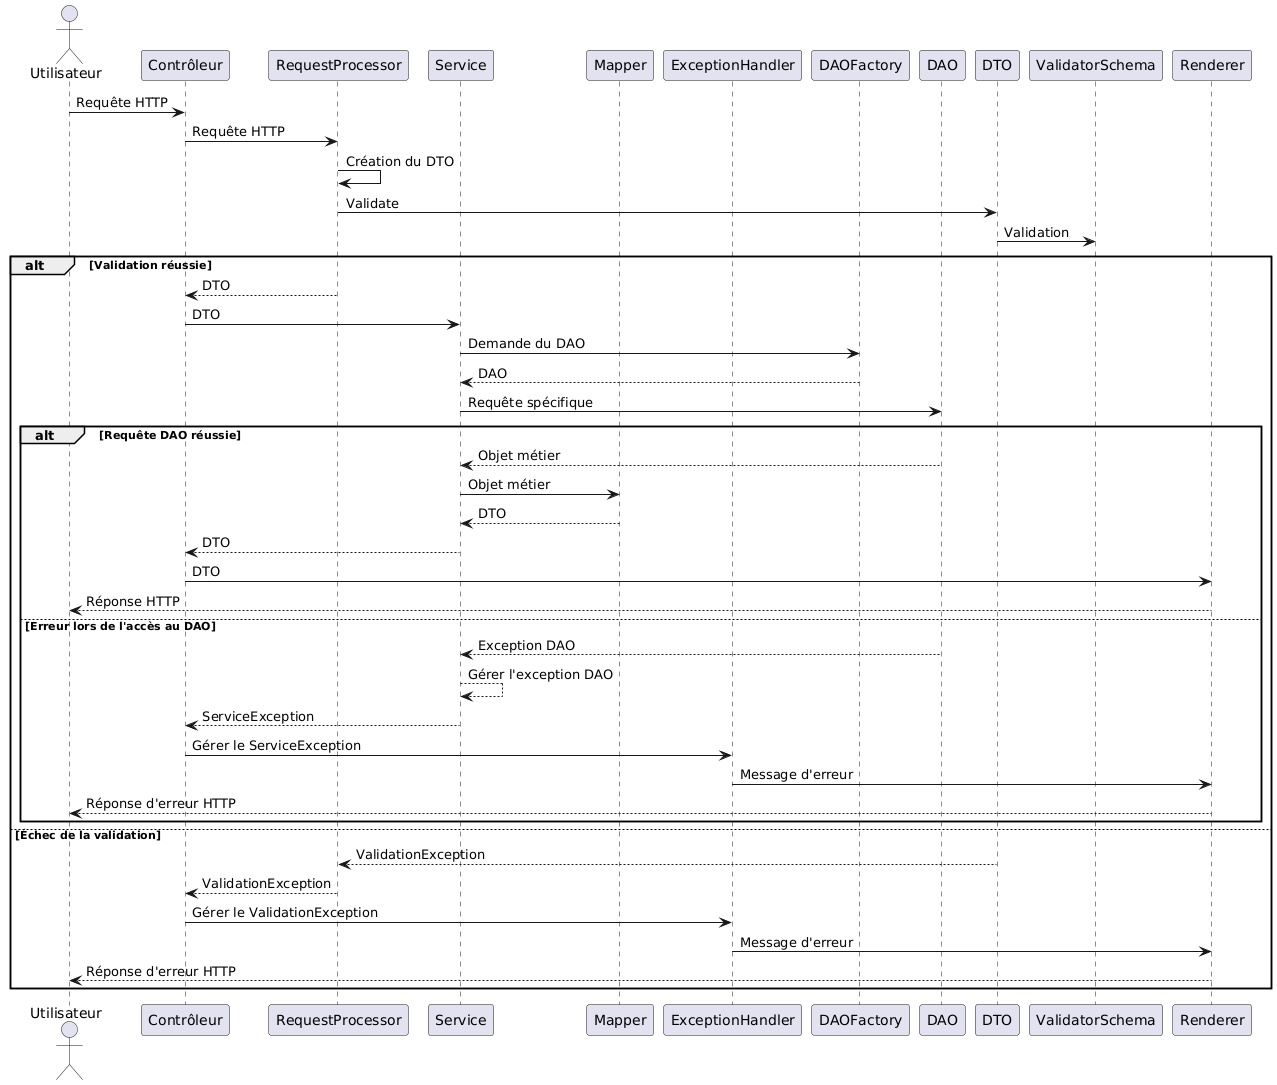 Utilisateur
Contrôleur
RequestProcessor
Service
Mapper
ExceptionHandler
DAOFactory
DAO
DTO
ValidatorSchema
Renderer
Requête HTTP
Requête HTTP
Création du DTO
Validate
Validation
alt [Validation réussie]
DTO
DTO
Demande du DAO
DAO
Requête spécifique
alt [Requête DAO réussie]
Objet métier
Objet métier
DTO
DTO
DTO
Réponse HTTP
[Erreur lors de l'accès au DAO]
Exception DAO
Gérer l'exception DAO
ServiceException
Gérer le ServiceException
Message d'erreur
Réponse d'erreur HTTP
[Échec de la validation]
ValidationException
ValidationException
Gérer le ValidationException
Message d'erreur
Réponse d'erreur HTTP
Utilisateur
Contrôleur
RequestProcessor
Service
Mapper
ExceptionHandler
DAOFactory
DAO
DTO
ValidatorSchema
Renderer